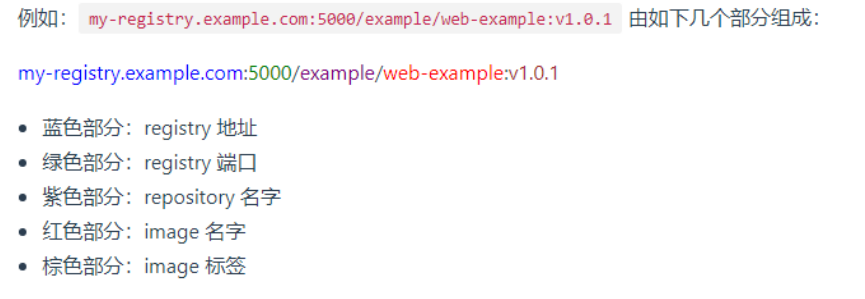 例如：my-registry.example.com:5000/example/web-example:v1.0.1 由如下几个部分组成：
my-registry.example.com:5000/example/web-example:v1.0.1
• 蓝色部分：registry 地址
• 绿色部分：registry 端口
• 紫色部分：repository 名字
• 红色部分：image 名字
• 棕色部分：image 标签